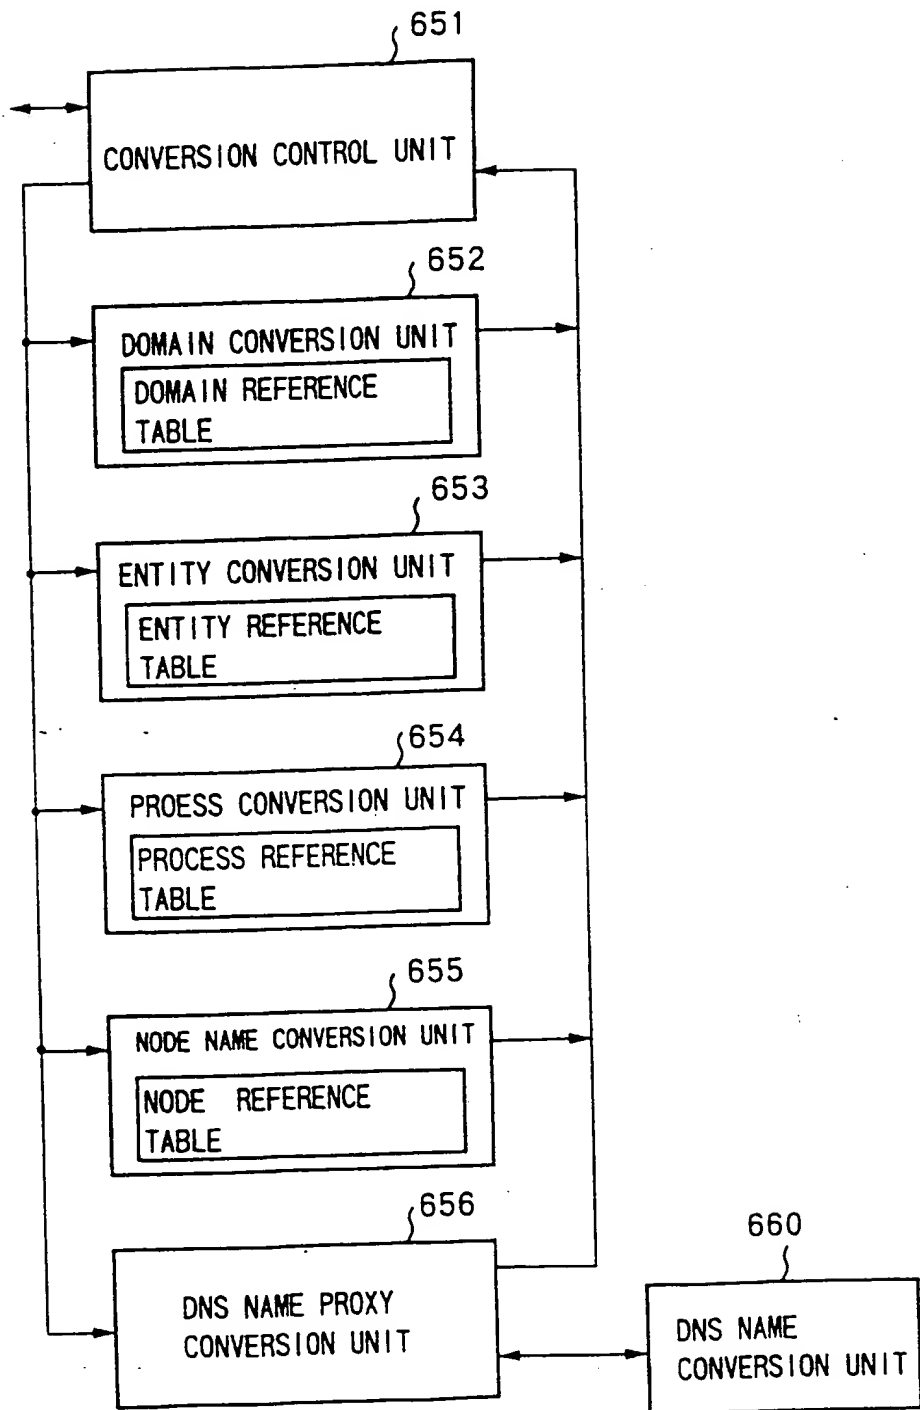 651
CONVERSION CONTROL UNIT
652
DOMAIN CONVERSION UNIT
DOMAIN REFERENCE
TABLE
653
ENTITY CONVERSION UNIT
ENTITY REFERENCE
TABLE
654
PROESS CONVERSION UNIT
PROCESS REFERENCE
TABLE
655
NODE NAME CONVERSION UNIT
NODE REFERENCE
TABLE
656
DNS NAME PROXY
CONVERSION UNIT
660
DNS NAME
CONVERSION UNIT